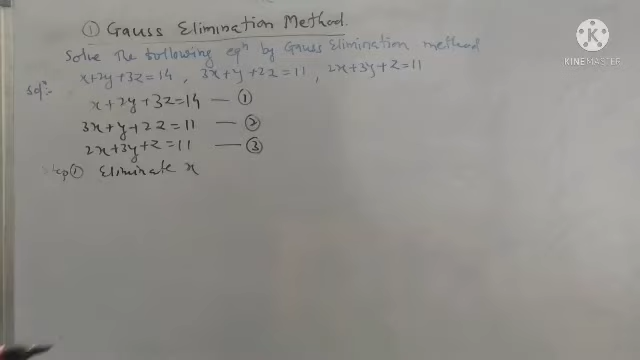 ① Gauss Elimination Method.
Solve the following eqⁿ by Gauss Elimination method
x+2y+3z=14 , 3x+y+2z=11 , 2x+3y+z=11
Solⁿ:-
x+2y+3z=14 — ①
3x+y+2z=11 — ②
2x+3y+z=11 — ③
Step① Eliminate x
K
KINEMASTER